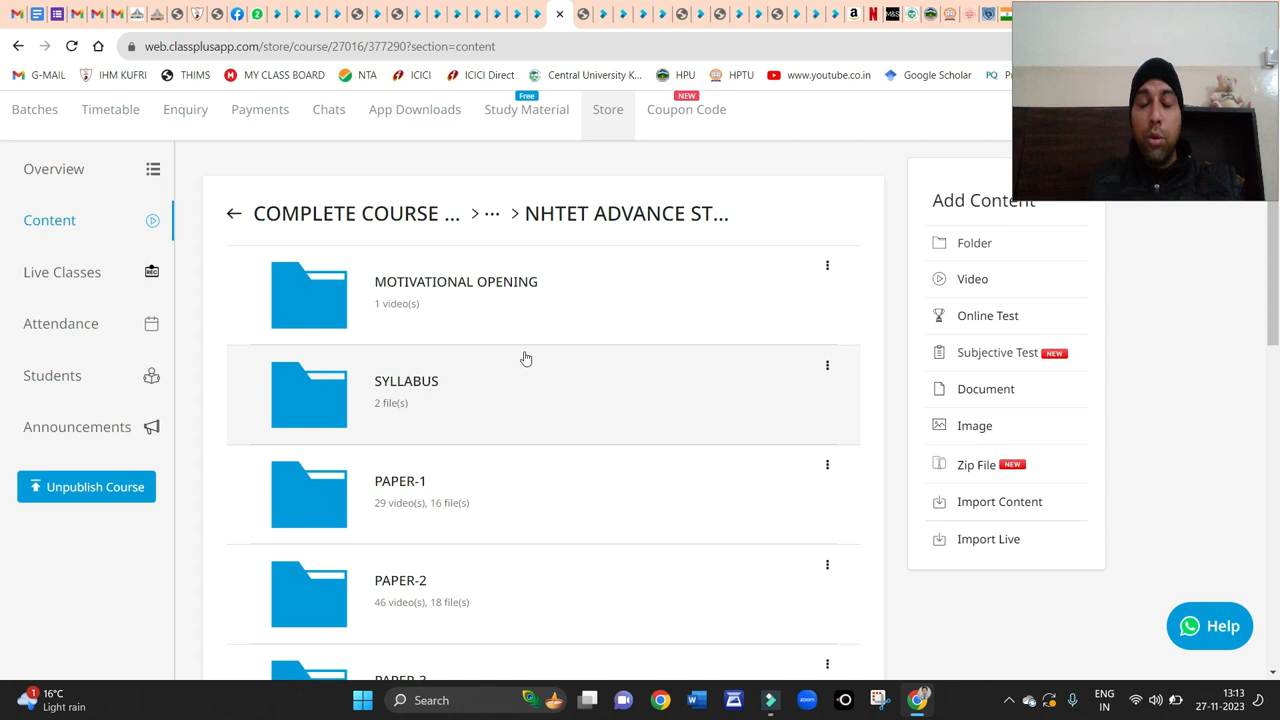 web.classplusapp.com/store/course/27016/377290?section=content
G-MAIL IHM KUFRI THIMS MY CLASS BOARD NTA ICICI ICICI Direct Central University K... HPU HPTU www.youtube.co.in Google Scholar PQ
Free NEW
Batches Timetable Enquiry Payments Chats App Downloads Study Material Store Coupon Code
Overview
Content
Live Classes
REC
Attendance
Students
Announcements
Unpublish Course
COMPLETE COURSE ... > ... > NHTET ADVANCE ST...
MOTIVATIONAL OPENING
1 video(s)
SYLLABUS
2 file(s)
PAPER-1
29 video(s), 16 file(s)
PAPER-2
46 video(s), 18 file(s)
Add Content
Folder
Video
Online Test
Subjective Test NEW
Document
Image
Zip File NEW
Import Content
Import Live
Help
1
16°C
Light rain
Search
zoom
ENG
IN
13:13
27-11-2023